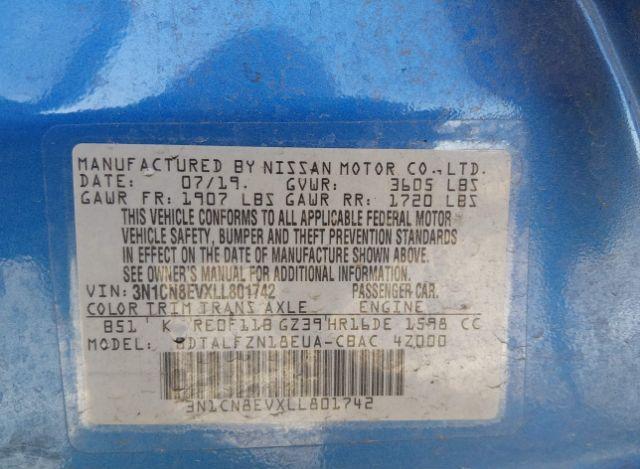 MANUFACTURED BY NISSAN MOTOR CO.,LTD.
DATE: 07/19. GVWR: 3605 LBS
GAWR FR: 1907 LBS GAWR RR: 1720 LBS
THIS VEHICLE CONFORMS TO ALL APPLICABLE FEDERAL MOTOR
VEHICLE SAFETY, BUMPER AND THEFT PREVENTION STANDARDS
IN EFFECT ON THE DATE OF MANUFACTURE SHOWN ABOVE.
SEE OWNER'S MANUAL FOR ADDITIONAL INFORMATION.
VIN: 3N1CN8EVXLL801742 PASSENGER CAR.
COLOR TRIM TRANS AXLE ENGINE
B51 K RE0F11B GZ39 HR16DE 1598 CC
MODEL: BDTALFZN18EUA-CBAC 4Z000
3N1CN8EVXLL801742